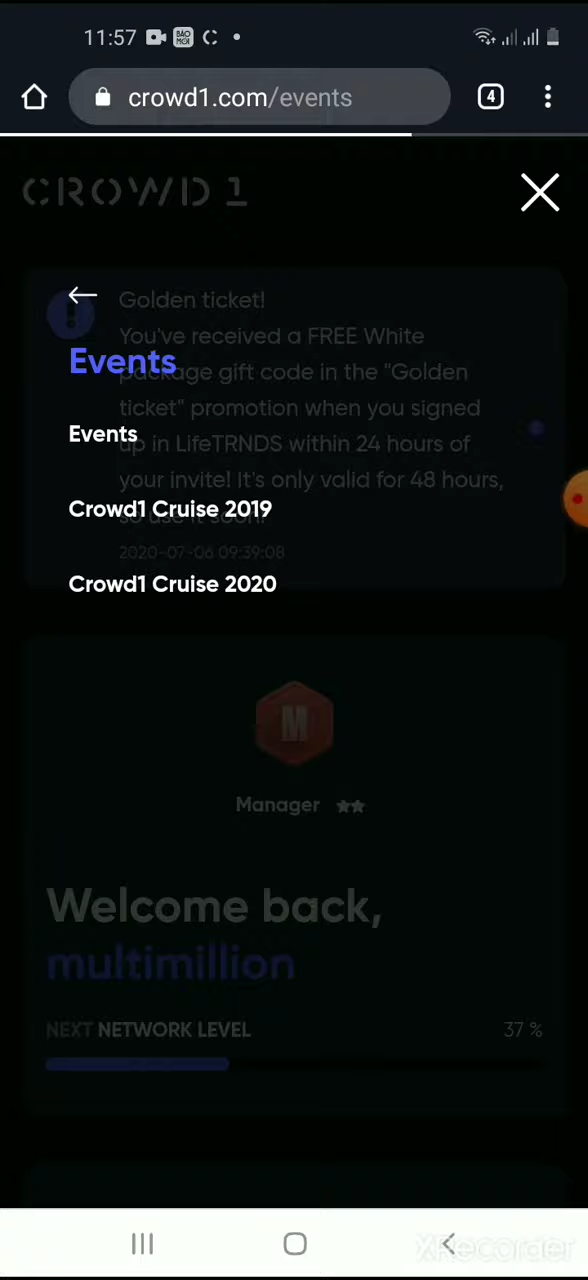 11:57 BÁO MỚI
crowd1.com/events 4
CROWD1
Golden ticket!
You've received a FREE White
Events
package gift code in the "Golden
ticket" promotion when you signed
Events
up in LifeTRNDS within 24 hours of
your invite! It's only valid for 48 hours,
Crowd1 Cruise 2019
so use it soon!
2020-07-06 09:39:08
Crowd1 Cruise 2020
M
Manager
Welcome back,
multimillion
NEXT NETWORK LEVEL 37 %
XRecorder